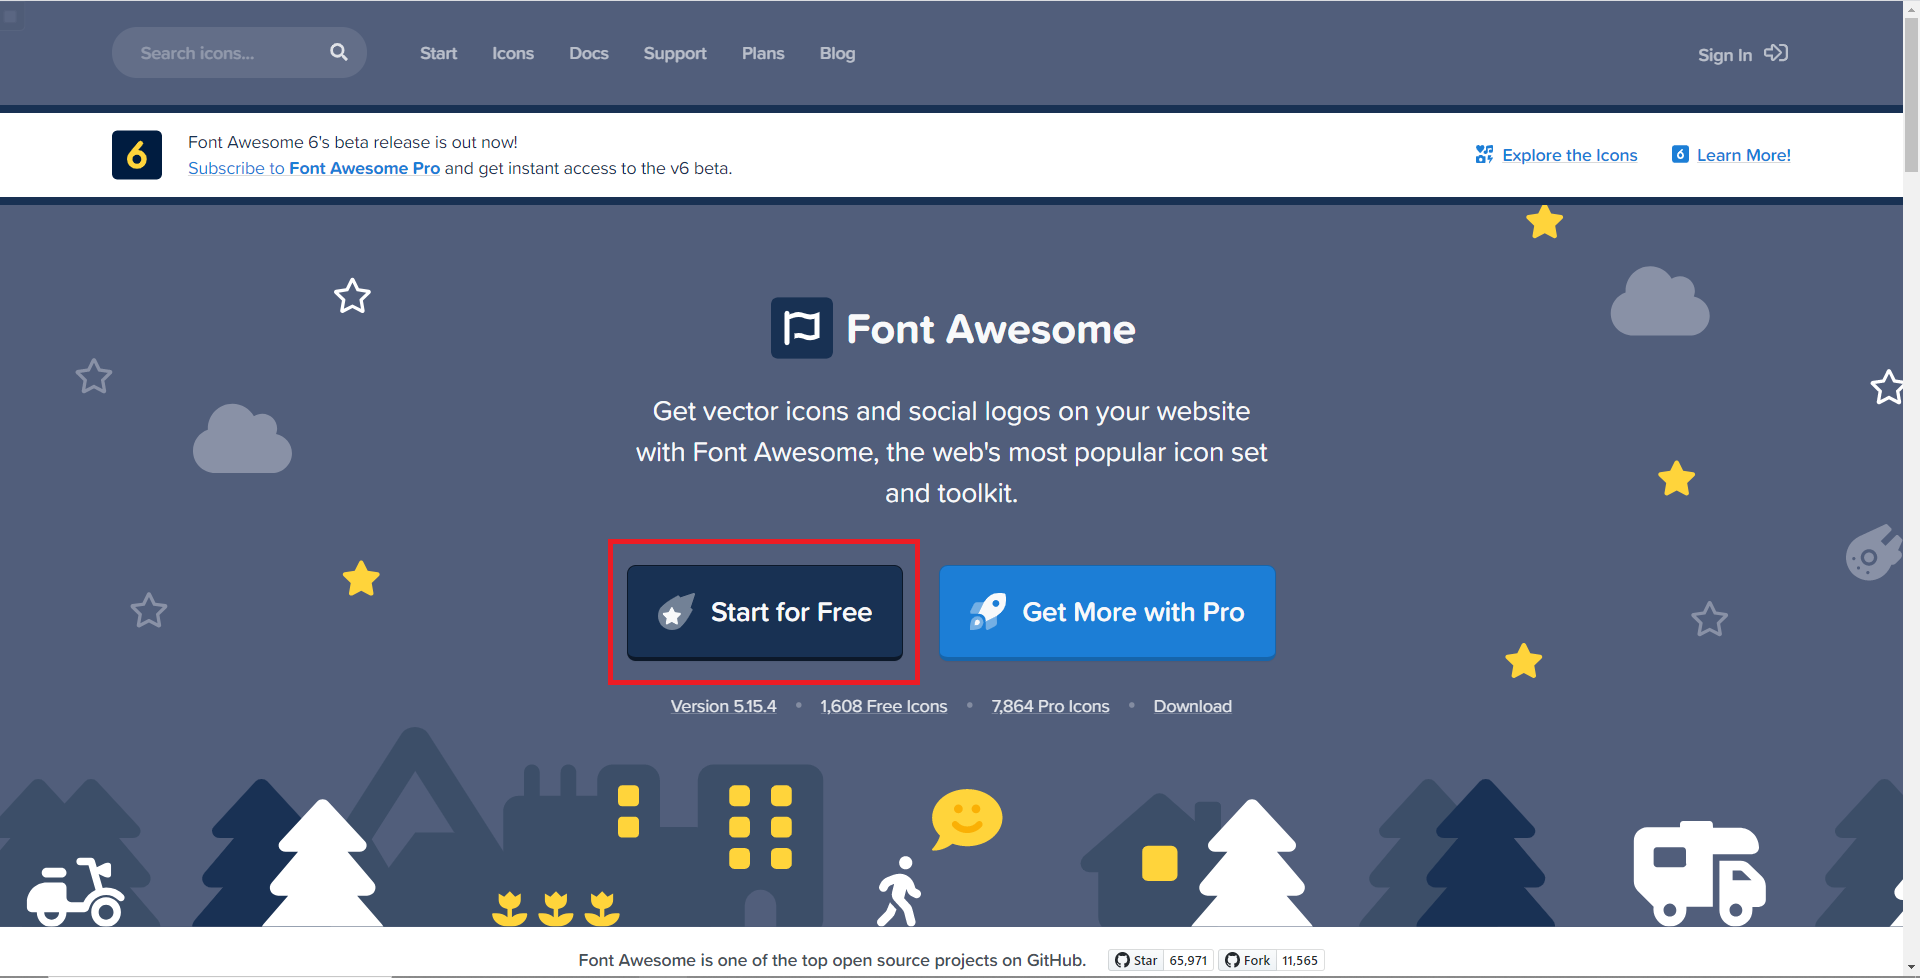 Search icons...
Start
Icons
Docs
Support
Plans
Blog
Sign In
6
Font Awesome 6's beta release is out now!
Subscribe to Font Awesome Pro and get instant access to the v6 beta.
Explore the Icons
6
Learn More!
Font Awesome
Get vector icons and social logos on your website
with Font Awesome, the web's most popular icon set
and toolkit.
Start for Free
Get More with Pro
Version 5.15.4 • 1,608 Free Icons • 7,864 Pro Icons • Download
Font Awesome is one of the top open source projects on GitHub.
Star 65,971
Fork 11,565